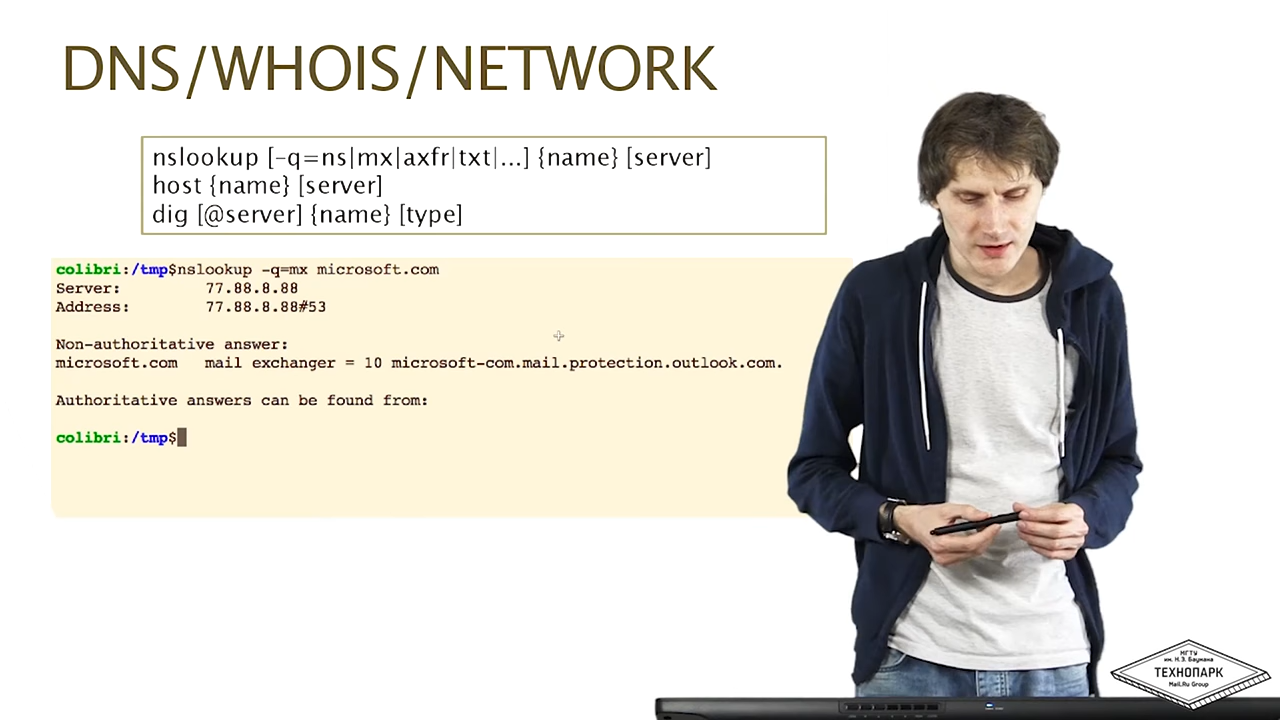 DNS/WHOIS/NETWORK
nslookup [-q=ns|mx|axfr|txt|...] {name} [server]
host {name} [server]
dig [@server] {name} [type]
colibri:/tmp$nslookup -q=mx microsoft.com
Server: 77.88.8.88
Address: 77.88.8.88#53
Non-authoritative answer:
microsoft.com mail exchanger = 10 microsoft-com.mail.protection.outlook.com.
Authoritative answers can be found from:
colibri:/tmp$
МГТУ
им. Н.Э. Баумана
ТЕХНОПАРК
Mail.Ru Group